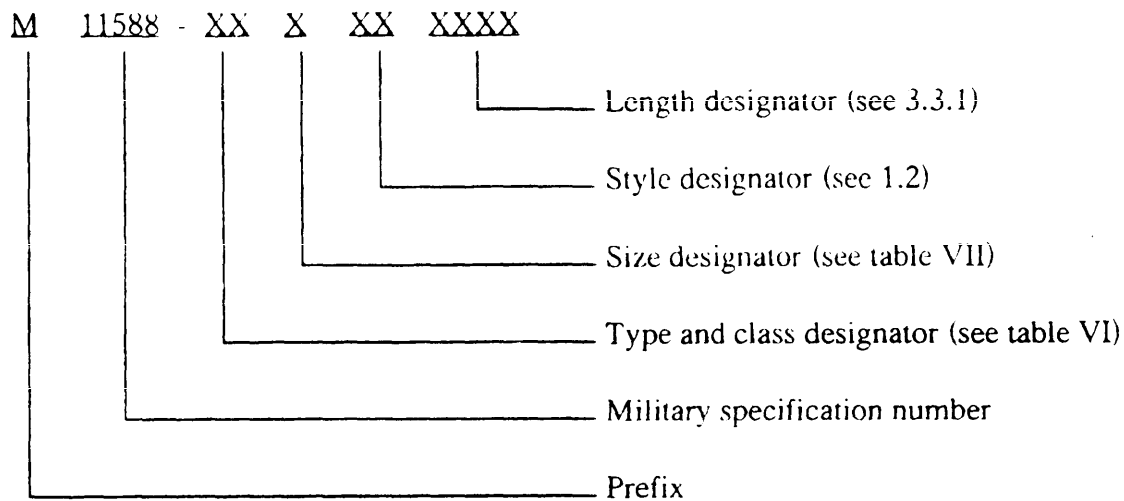 M 11588 - XX X XX XXXX
Length designator (see 3.3.1)
Style designator (see 1.2)
Size designator (see table VII)
Type and class designator (see table VI)
Military specification number
Prefix